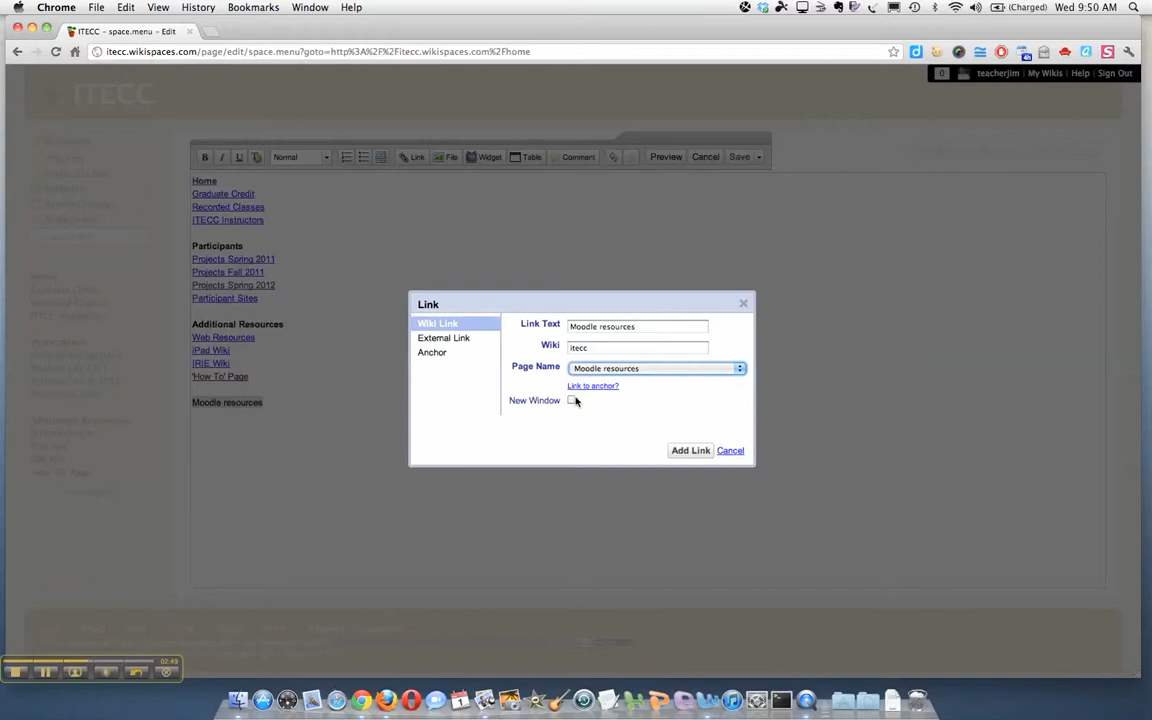 Chrome File Edit View History Bookmarks Window Help (Charged) Wed 9:50 AM
ITECC - space.menu - Edit
itecc.wikispaces.com/page/edit/space.menu?goto=http%3A%2F%2Fitecc.wikispaces.com%2Fhome
ITECC
0 teacherjim | My Wikis | Help | Sign Out
B I U T Normal Link File Widget Table Comment Preview Cancel Save
Home
Graduate Credit
Recorded Classes
ITECC Instructors
Participants
Projects Spring 2011
Projects Fall 2011
Projects Spring 2012
Participant Sites
Additional Resources
Web Resources
iPad Wiki
IRIE Wiki
'How To' Page
Moodle resources
Link
Wiki Link
External Link
Anchor
Link Text Moodle resources
Wiki itecc
Page Name Moodle resources
Link to anchor?
New Window
Add Link Cancel
02:49